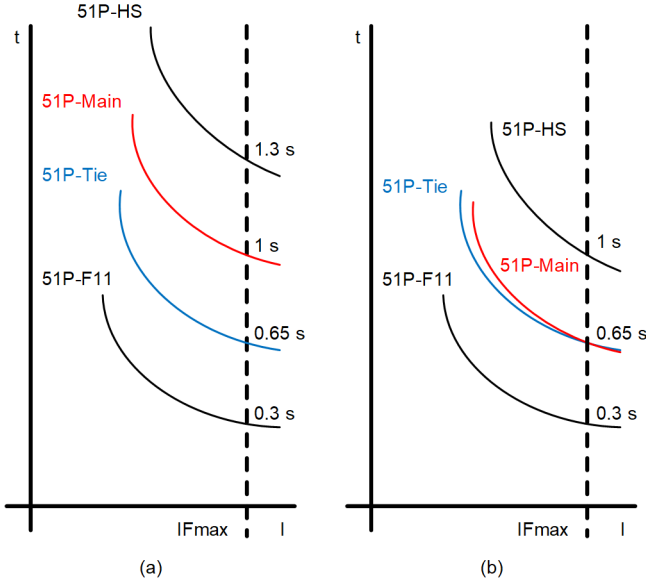 51P-HS
t
51P-Main
51P-Tie
1.3 s
1 s
51P-F11
0.65 s
0.3 s
IFmax
I
(a)
t
51P-HS
51P-Tie
1 s
51P-Main
51P-F11
0.65 s
0.3 s
IFmax
I
(b)